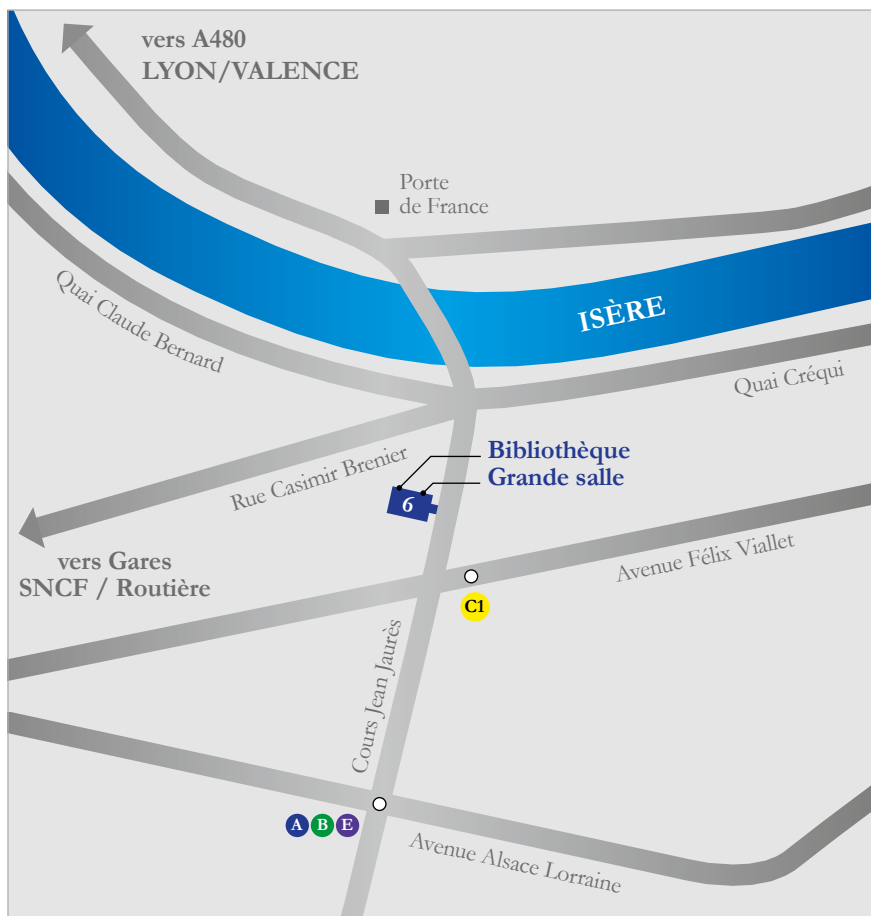 vers A480
LYON/VALENCE
Porte
de France
Quai Claude Bernard
ISÈRE
Quai Créqui
Bibliothèque
Grande salle
Rue Casimir Brenier
6
Avenue Félix Viallet
vers Gares
SNCF / Routière
C1
Cours Jean Jaurès
A B E
Avenue Alsace Lorraine